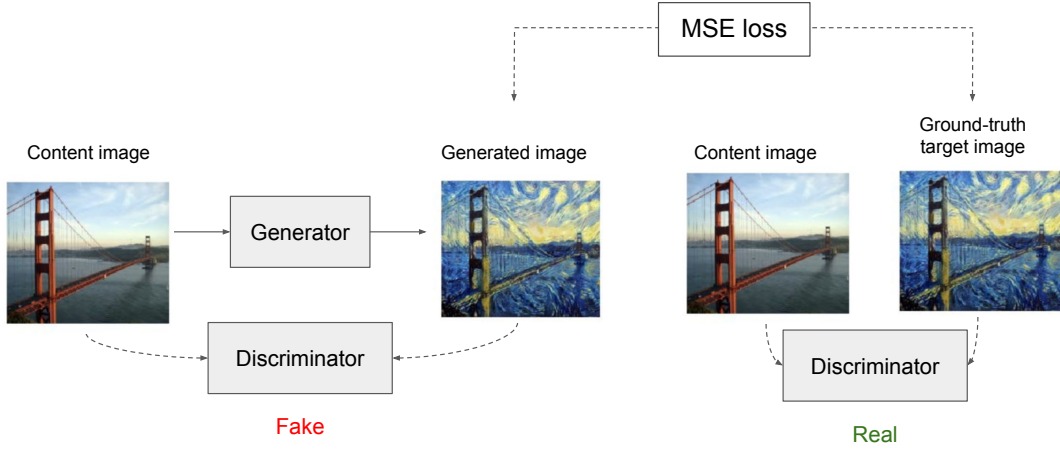 MSE loss
Content image
Generated image
Content image
Ground-truth
target image
Generator
Discriminator
Discriminator
Fake
Real